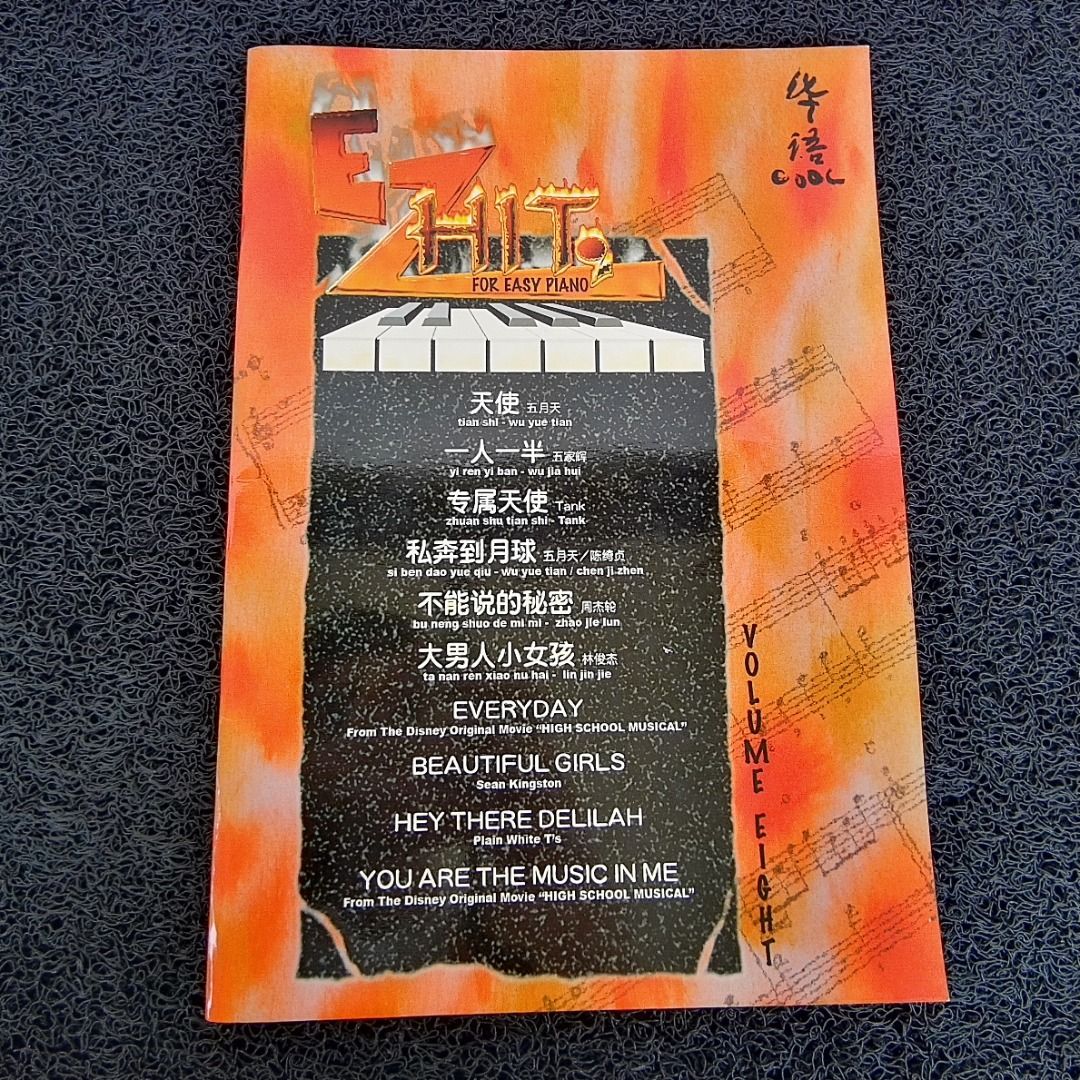 华
语
COOL
EZ
HIT9
FOR EASY PIANO
天使 五月天
tian shi - wu yue tian
一人一半 五家辉
yi ren yi ban - wu jia hui
专属天使 Tank
zhuan shu tian shi - Tank
私奔到月球 五月天/陈绮贞
si ben dao yue qiu - wu yue tian / chen ji zhen
不能说的秘密 周杰轮
bu neng shuo de mi mi - zhao jie lun
大男人小女孩 林俊杰
ta nan ren xiao hu hai - lin jin jie
EVERYDAY
From The Disney Original Movie “HIGH SCHOOL MUSICAL”
BEAUTIFUL GIRLS
Sean Kingston
HEY THERE DELILAH
Plain White T's
YOU ARE THE MUSIC IN ME
From The Disney Original Movie “HIGH SCHOOL MUSICAL”
VOLUME EIGHT